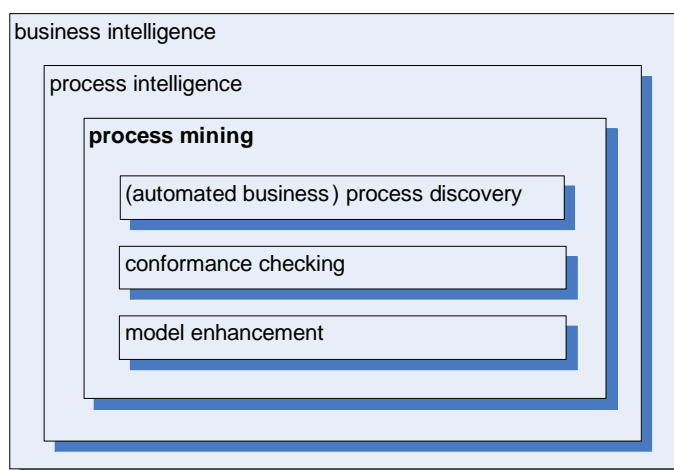 business intelligence
process intelligence
process mining
(automated business) process discovery
conformance checking
model enhancement